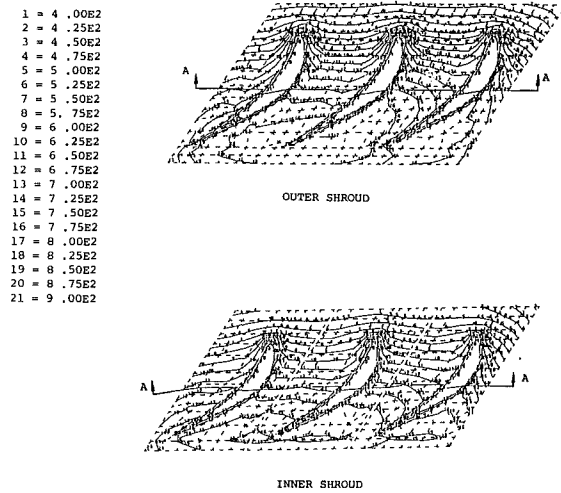 1 = 4 .00E2
2 = 4 .25E2
3 = 4 .50E2
4 = 4 .75E2
5 = 5 .00E2
6 = 5 .25E2
7 = 5 .50E2
8 = 5. 75E2
9 = 6 .00E2
10 = 6 .25E2
11 = 6 .50E2
12 = 6 .75E2
13 = 7 .00E2
14 = 7 .25E2
15 = 7 .50E2
16 = 7 .75E2
17 = 8 .00E2
18 = 8 .25E2
19 = 8 .50E2
20 = 8 .75E2
21 = 9 .00E2
A A
OUTER SHROUD
A A
INNER SHROUD